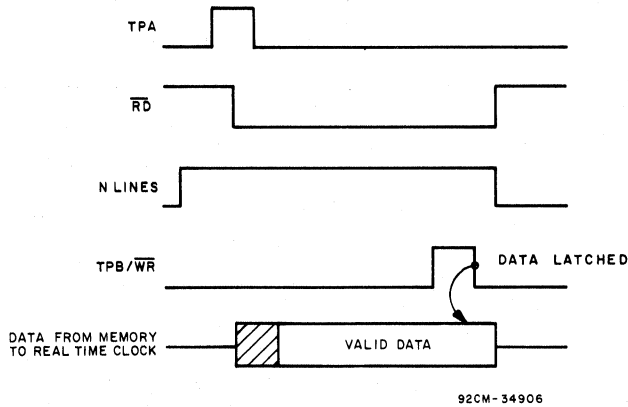 TPA
RD
N LINES
TPB/WR
DATA LATCHED
DATA FROM MEMORY
TO REAL TIME CLOCK
VALID DATA
92CM-34906